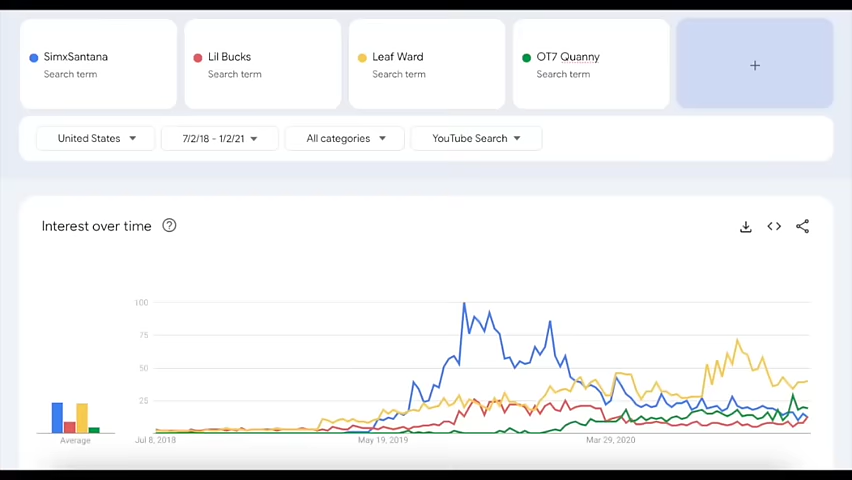 SimxSantana
Search term
Lil Bucks
Search term
Leaf Ward
Search term
OT7 Quanny
Search term
+
United States
7/2/18 - 1/2/21
All categories
YouTube Search
Interest over time
100
75
50
25
Average
Jul 8, 2018
May 19, 2019
Mar 29, 2020